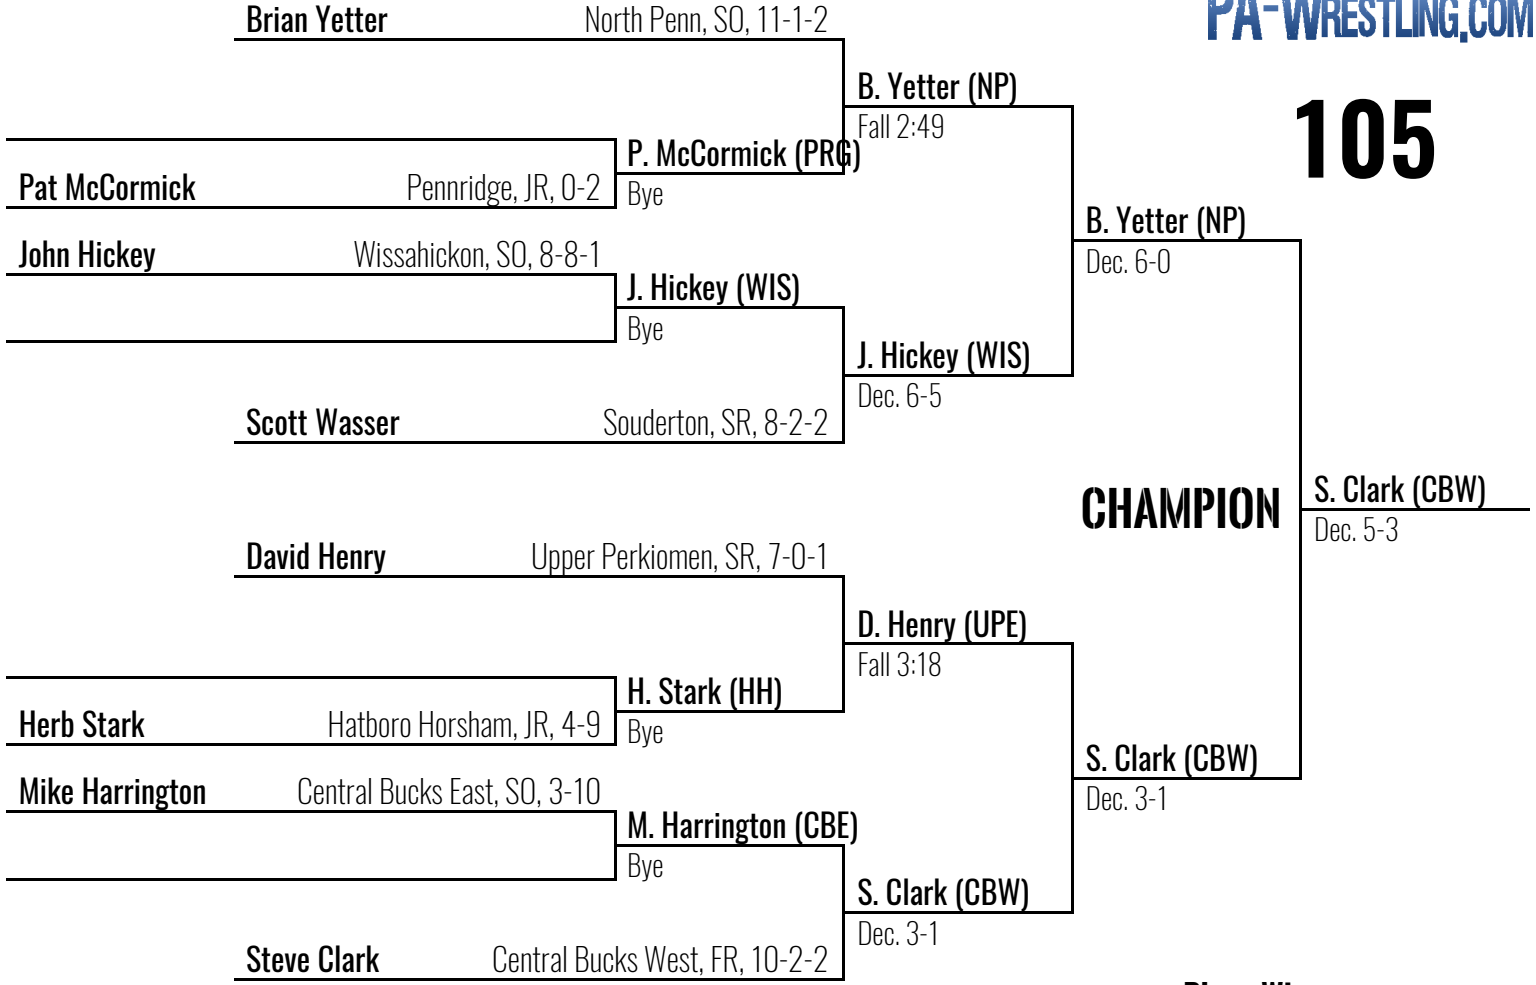 PA-WRESTLING.COM
105
Brian Yetter North Penn, SO, 11-1-2
B. Yetter (NP)
Fall 2:49
P. McCormick (PRG)
Pat McCormick Pennridge, JR, 0-2
Bye
B. Yetter (NP)
Dec. 6-0
John Hickey Wissahickon, SO, 8-8-1
J. Hickey (WIS)
Bye
J. Hickey (WIS)
Dec. 6-5
Scott Wasser Souderton, SR, 8-2-2
CHAMPION
S. Clark (CBW)
Dec. 5-3
David Henry Upper Perkiomen, SR, 7-0-1
D. Henry (UPE)
Fall 3:18
H. Stark (HH)
Herb Stark Hatboro Horsham, JR, 4-9
Bye
S. Clark (CBW)
Dec. 3-1
Mike Harrington Central Bucks East, SO, 3-10
M. Harrington (CBE)
Bye
S. Clark (CBW)
Dec. 3-1
Steve Clark Central Bucks West, FR, 10-2-2